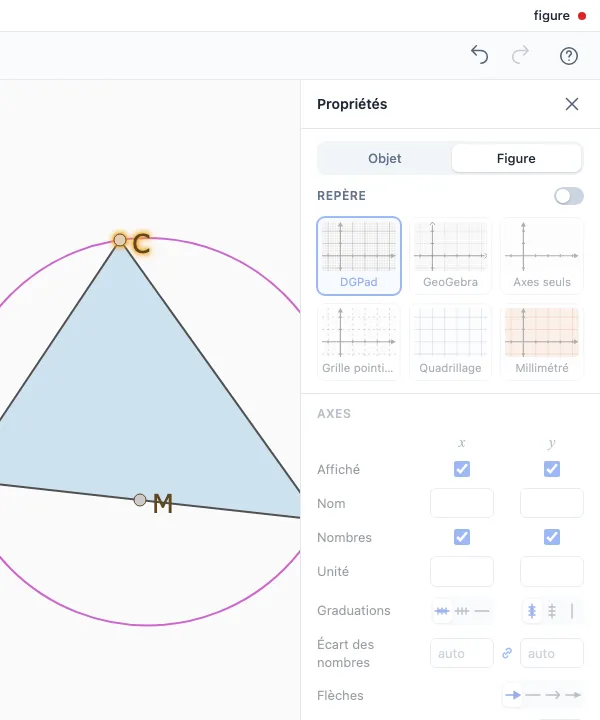 figure
Propriétés
Objet
Figure
REPÈRE
DGPad
GeoGebra
Axes seuls
Grille pointi...
Quadrillage
Millimétré
AXES
x y
Affiché
Nom
Nombres
Unité
Graduations
Écart des
nombres
auto
auto
Flèches
C
M